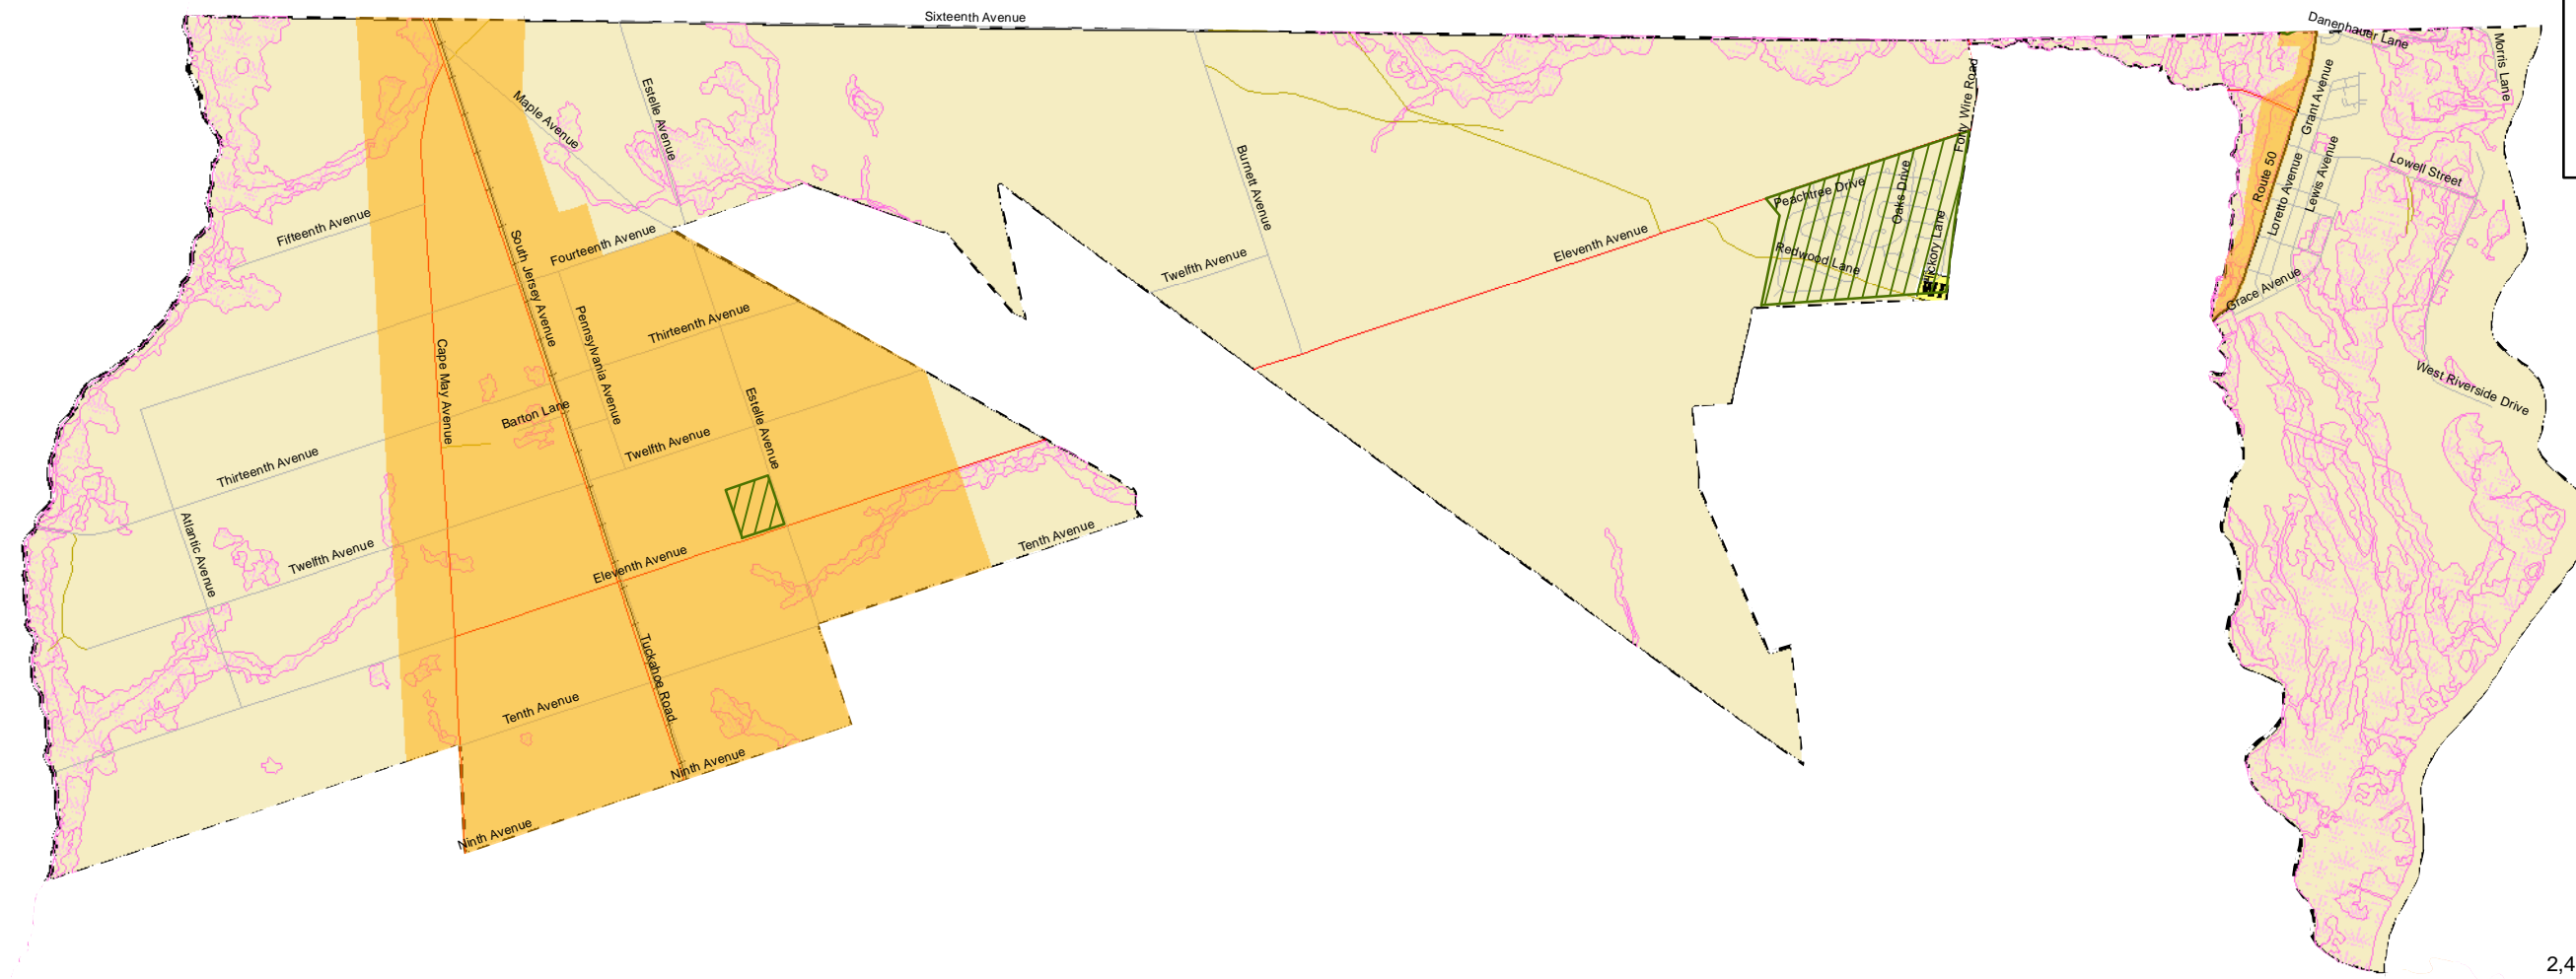 Sixteenth Avenue
Danenhauer Lane
Morris Lane
Estelle Avenue
Maple Avenue
Forty Wire Road
Grant Avenue
Burnett Avenue
Peachtree Drive
Oaks Drive
Route 50
Loretto Avenue
Lewis Avenue
Lowell Street
Fifteenth Avenue
South Jersey Avenue
Fourteenth Avenue
Twelfth Avenue
Eleventh Avenue
Redwood Lane
Hickory Lane
Grace Avenue
Pennsylvania Avenue
Thirteenth Avenue
Cape May Avenue
Barton Lane
Estelle Avenue
West Riverside Drive
Twelfth Avenue
Thirteenth Avenue
Atlantic Avenue
Twelfth Avenue
Eleventh Avenue
Tenth Avenue
Tuckahoe Road
Tenth Avenue
Ninth Avenue
Ninth Avenue
2,4